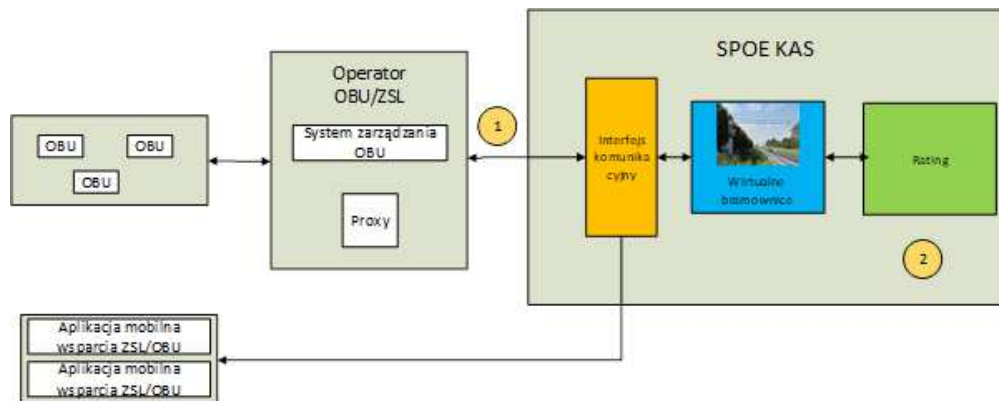 SPOE KAS
Operator
OBU/ZSL
System zarządzania
OBU
Proxy
OBU
OBU
OBU
1
Interfejs
komunika
cyjny
Wirtualne
bramownice
Rating
2
Aplikacja mobilna
wsparcia ZSL/OBU
Aplikacja mobilna
wsparcia ZSL/OBU